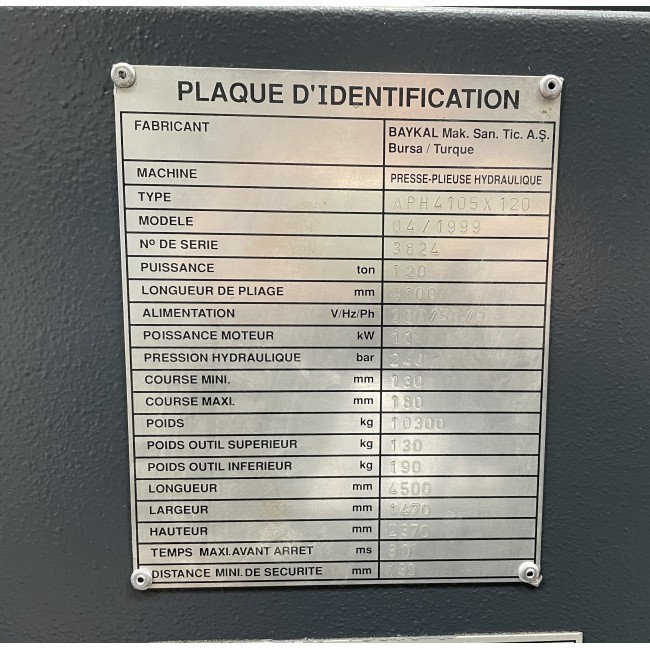 PLAQUE D'IDENTIFICATION
FABRICANT BAYKAL Mak. San. Tic. A.Ş.
Bursa / Turque
MACHINE PRESSE-PLIEUSE HYDRAULIQUE
TYPE APH4105X120
MODELE 04/1999
Nº DE SERIE 3824
PUISSANCE ton 120
LONGUEUR DE PLIAGE mm 4100
ALIMENTATION V/Hz/Ph
POISSANCE MOTEUR kW 11
PRESSION HYDRAULIQUE bar
COURSE MINI. mm 130
COURSE MAXI. mm 180
POIDS kg 10300
POIDS OUTIL SUPERIEUR kg 130
POIDS OUTIL INFERIEUR kg 190
LONGUEUR mm 4500
LARGEUR mm 1470
HAUTEUR mm 2370
TEMPS MAXI.AVANT ARRET ms
DISTANCE MINI. DE SECURITE mm